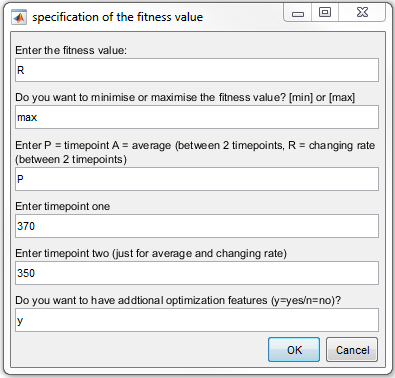 specification of the fitness value
Enter the fitness value:
R
Do you want to minimise or maximise the fitness value? [min] or [max]
max
Enter P = timepoint A = average (between 2 timepoints, R = changing rate
(between 2 timepoints)
P
Enter timepoint one
370
Enter timepoint two (just for average and changing rate)
350
Do you want to have addtional optimization features (y=yes/n=no)?
y
OK Cancel